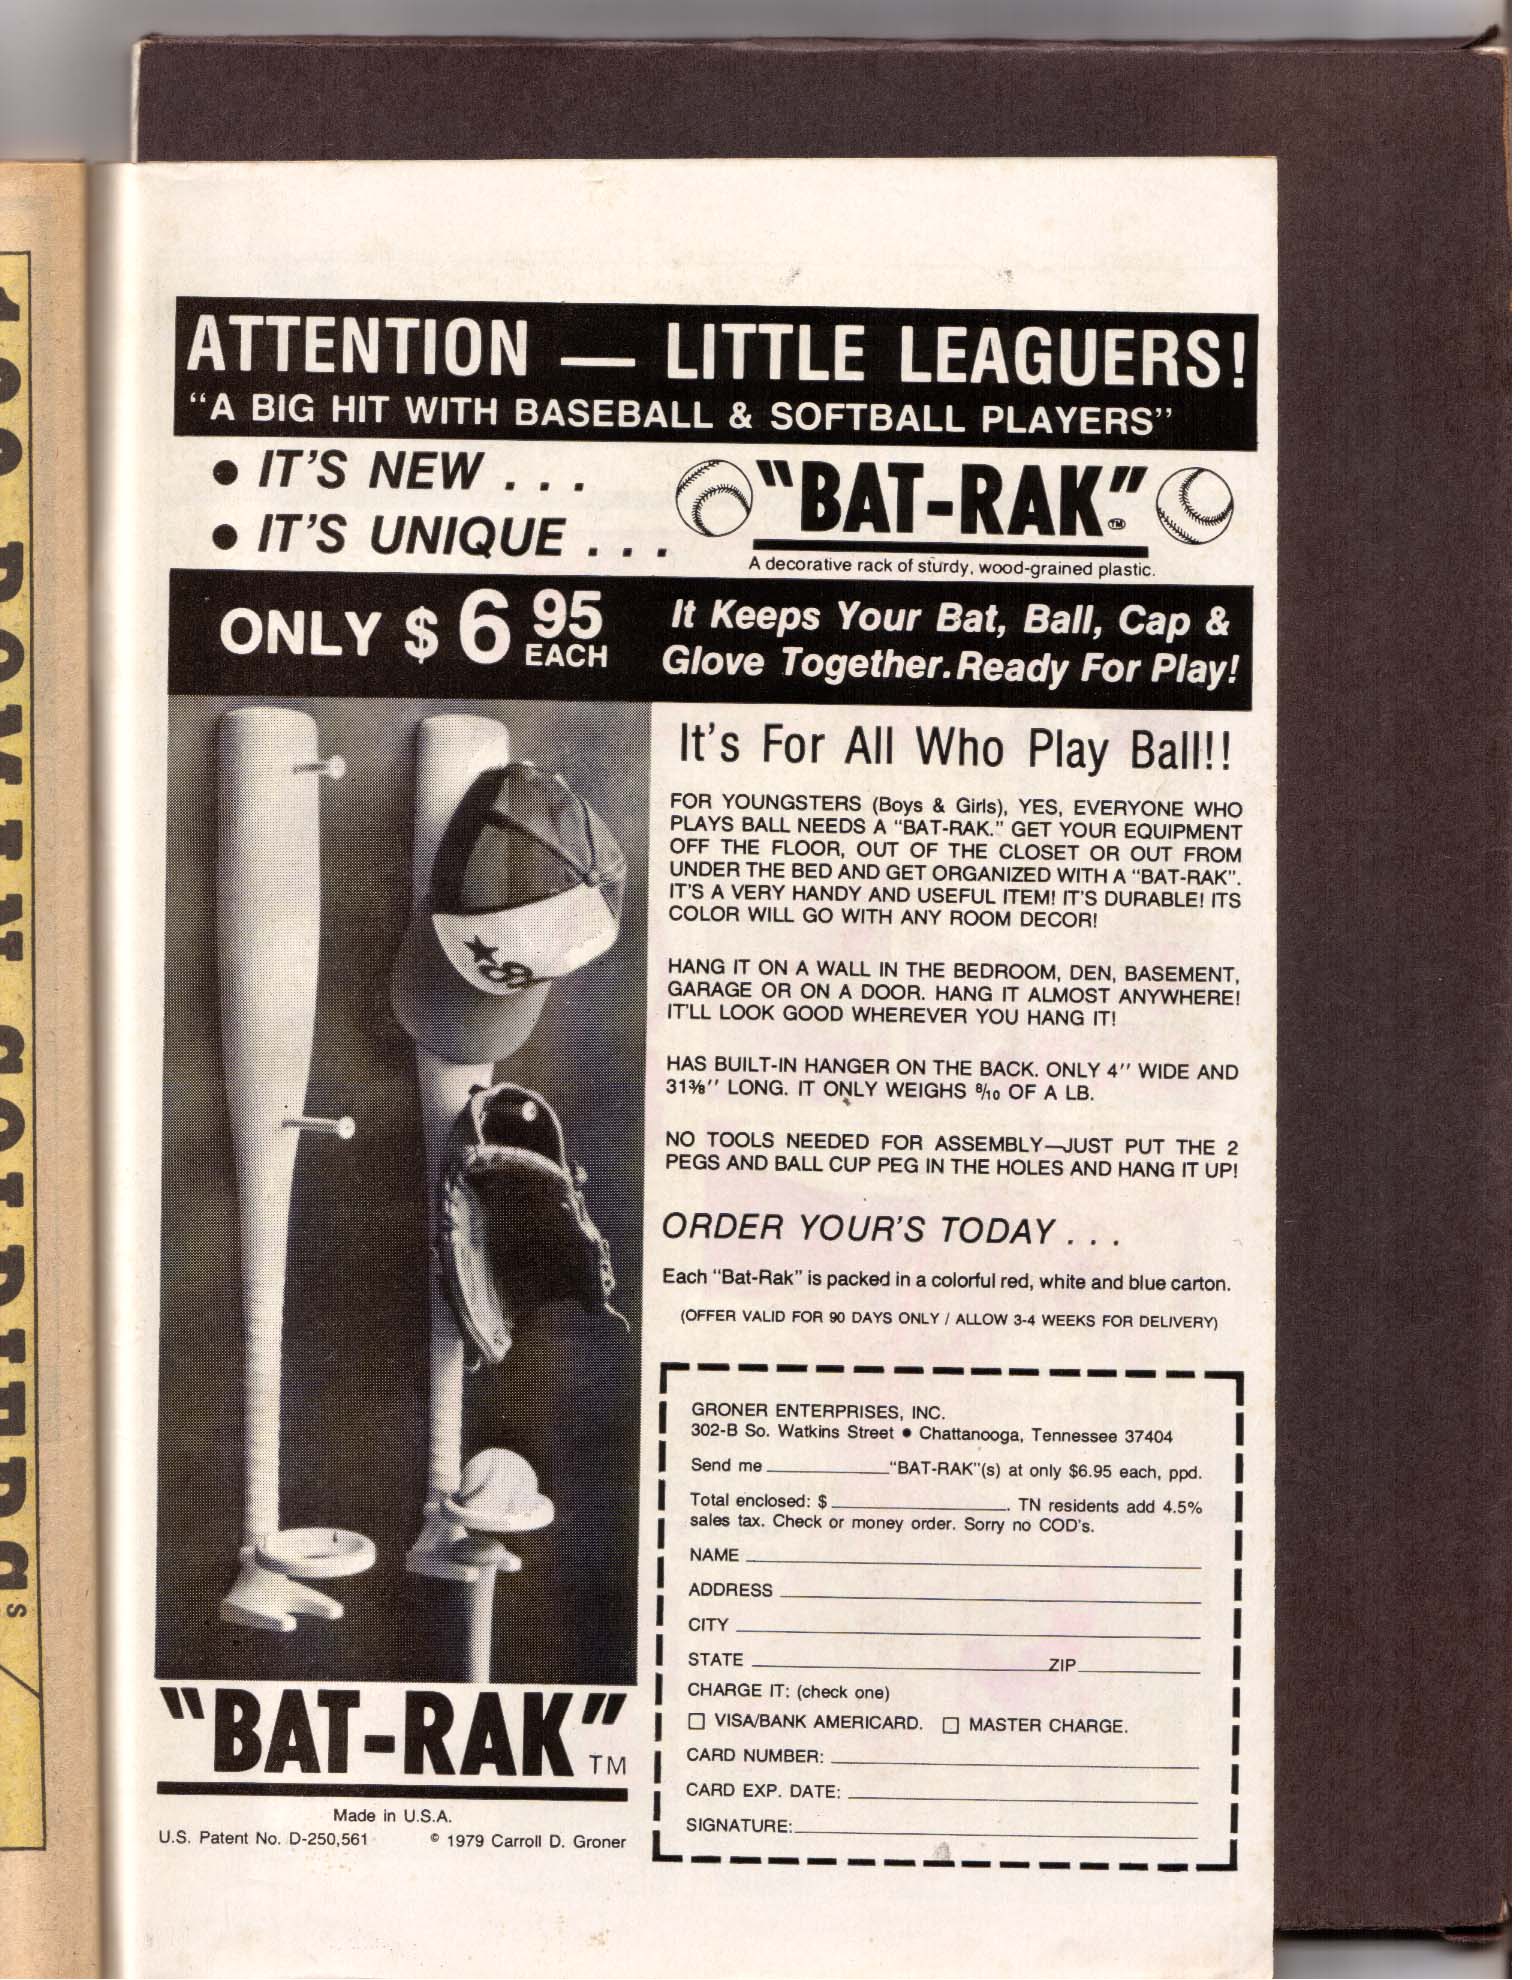 ATTENTION — LITTLE LEAGUERS!
“A BIG HIT WITH BASEBALL & SOFTBALL PLAYERS”
• IT’S NEW . . .
• IT’S UNIQUE . . .
“BAT-RAK”™
A decorative rack of sturdy, wood-grained plastic.
ONLY $6 95 EACH
It Keeps Your Bat, Ball, Cap &
Glove Together. Ready For Play!
It’s For All Who Play Ball!!
FOR YOUNGSTERS (Boys & Girls), YES, EVERYONE WHO
PLAYS BALL NEEDS A “BAT-RAK.” GET YOUR EQUIPMENT
OFF THE FLOOR, OUT OF THE CLOSET OR OUT FROM
UNDER THE BED AND GET ORGANIZED WITH A “BAT-RAK”.
IT’S A VERY HANDY AND USEFUL ITEM! IT’S DURABLE! ITS
COLOR WILL GO WITH ANY ROOM DECOR!
HANG IT ON A WALL IN THE BEDROOM, DEN, BASEMENT,
GARAGE OR ON A DOOR. HANG IT ALMOST ANYWHERE!
IT’LL LOOK GOOD WHEREVER YOU HANG IT!
HAS BUILT-IN HANGER ON THE BACK. ONLY 4’’ WIDE AND
31⅜’’ LONG. IT ONLY WEIGHS 8/10 OF A LB.
NO TOOLS NEEDED FOR ASSEMBLY—JUST PUT THE 2
PEGS AND BALL CUP PEG IN THE HOLES AND HANG IT UP!
ORDER YOUR’S TODAY . . .
Each “Bat-Rak” is packed in a colorful red, white and blue carton.
(OFFER VALID FOR 90 DAYS ONLY / ALLOW 3-4 WEEKS FOR DELIVERY)
GRONER ENTERPRISES, INC.
302-B So. Watkins Street • Chattanooga, Tennessee 37404
Send me ________ “BAT-RAK”(s) at only $6.95 each, ppd.
Total enclosed: $ ________. TN residents add 4.5%
sales tax. Check or money order. Sorry no COD’s.
NAME
ADDRESS
CITY
STATE ________ ZIP
CHARGE IT: (check one)
☐ VISA/BANK AMERICARD. ☐ MASTER CHARGE.
CARD NUMBER:
CARD EXP. DATE:
SIGNATURE:
“BAT-RAK”TM
Made in U.S.A.
U.S. Patent No. D-250,561 © 1979 Carroll D. Groner